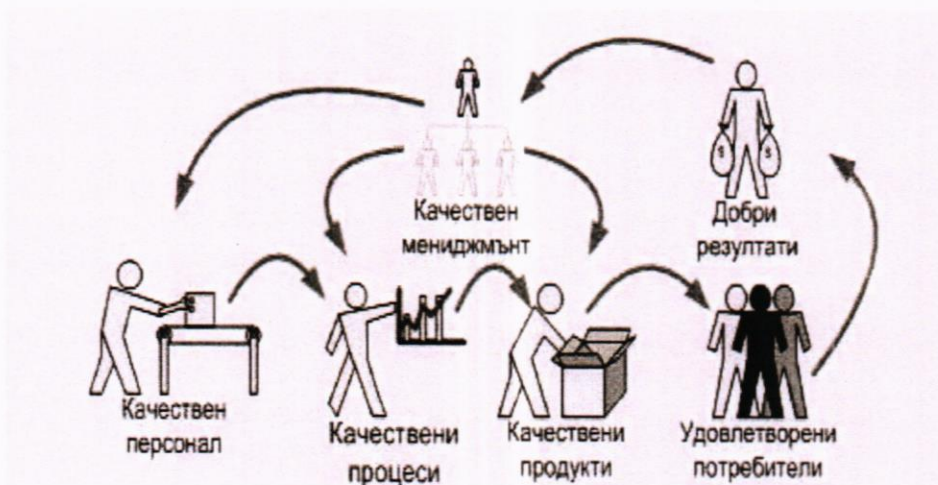 $
$
Качествен
мениджмънт
Добри
резултати
Качествен
персонал
Качествени
процеси
Качествени
продукти
Удовлетворени
потребители